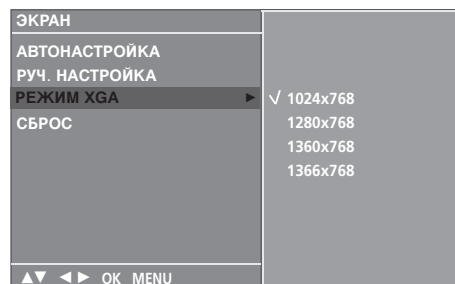 ЭКРАН
АВТОНАСТРОЙКА
РУЧ. НАСТРОЙКА
РЕЖИМ XGA ►
СБРОС
√ 1024x768
1280x768
1360x768
1366x768
▲▼ ◄► OK MENU